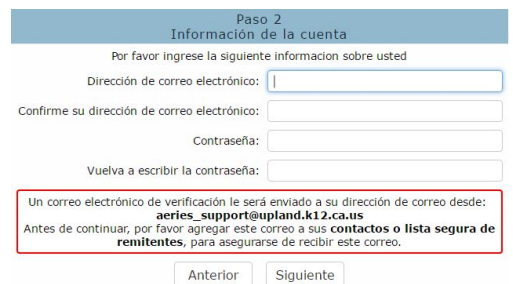 Paso 2
Información de la cuenta
Por favor ingrese la siguiente informacion sobre usted
Dirección de correo electrónico:
Confirme su dirección de correo electrónico:
Contraseña:
Vuelva a escribir la contraseña:
Un correo electrónico de verificación le será enviado a su dirección de correo desde:
aeries_support@upland.k12.ca.us
Antes de continuar, por favor agregar este correo a sus contactos o lista segura de
remitentes, para asegurarse de recibir este correo.
Anterior Siguiente